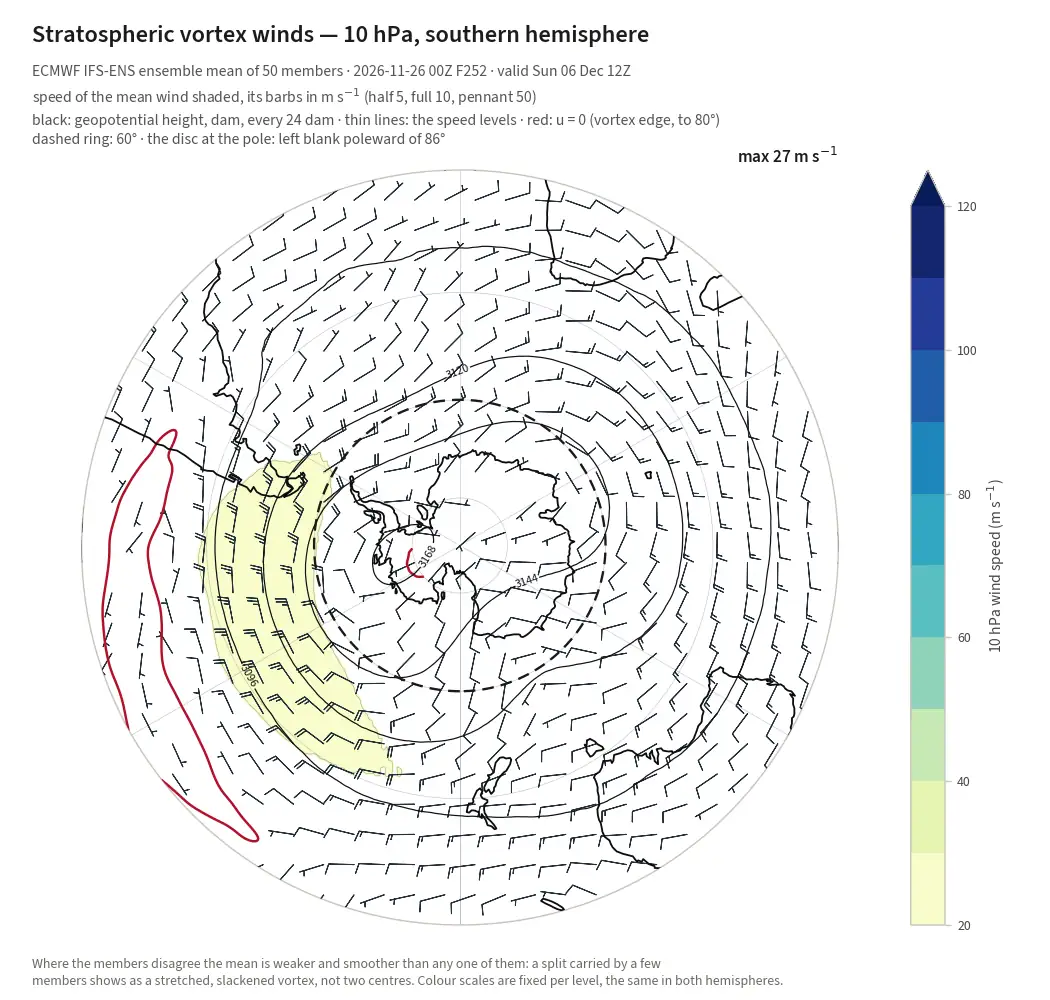 Stratospheric vortex winds — 10 hPa, southern hemisphere
ECMWF IFS-ENS ensemble mean of 50 members · 2026-11-26 00Z F252 · valid Sun 06 Dec 12Z
speed of the mean wind shaded, its barbs in m s⁻¹ (half 5, full 10, pennant 50)
black: geopotential height, dam, every 24 dam · thin lines: the speed levels · red: u = 0 (vortex edge, to 80°)
dashed ring: 60° · the disc at the pole: left blank poleward of 86°
max 27 m s⁻¹
120
100
80
60
40
20
10 hPa wind speed (m s⁻¹)
3120
3168
3144
3096
Where the members disagree the mean is weaker and smoother than any one of them: a split carried by a few
members shows as a stretched, slackened vortex, not two centres. Colour scales are fixed per level, the same in both hemispheres.